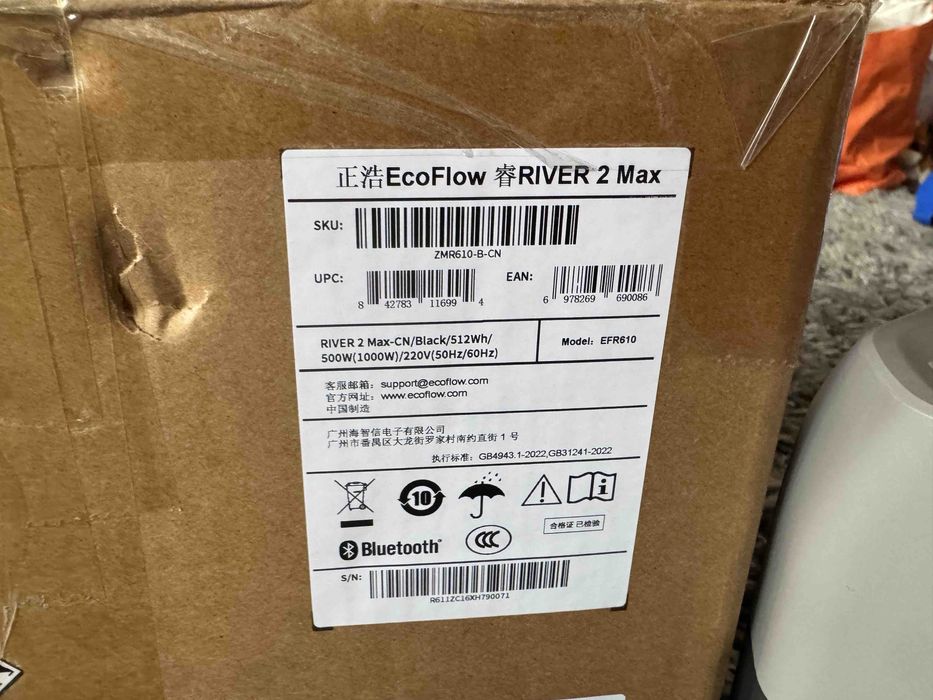 正浩EcoFlow 睿RIVER 2 Max
SKU:
ZMR610-B-CN
UPC:
8 42783 11699 4
EAN:
6 978269 690086
RIVER 2 Max-CN/Black/512Wh/
500W(1000W)/220V(50Hz/60Hz)
Model: EFR610
客服邮箱: support@ecoflow.com
官方网址: www.ecoflow.com
中国制造
广州海智信电子有限公司
广州市番禺区大龙街罗家村南约直街 1 号
执行标准: GB4943.1-2022,GB31241-2022
10
合格证 已检验
Bluetooth®
CCC
S/N:
R611ZC16XH790071